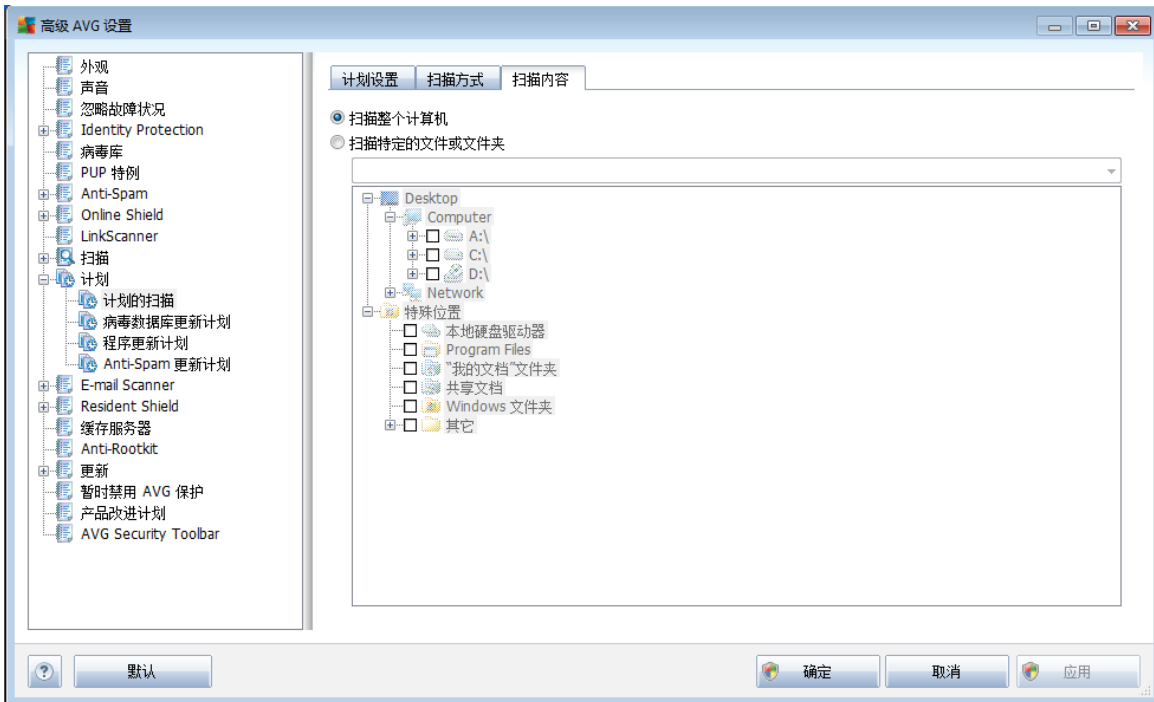 高级 AVG 设置
外观
声音
忽略故障状况
Identity Protection
病毒库
PUP 特例
Anti-Spam
Online Shield
LinkScanner
扫描
计划
计划的扫描
病毒数据库更新计划
程序更新计划
Anti-Spam 更新计划
E-mail Scanner
Resident Shield
缓存服务器
Anti-Rootkit
更新
暂时禁用 AVG 保护
产品改进计划
AVG Security Toolbar
计划设置
扫描方式
扫描内容
扫描整个计算机
扫描特定的文件或文件夹
Desktop
Computer
A:\
C:\
D:\
Network
特殊位置
本地硬盘驱动器
Program Files
"我的文档"文件夹
共享文档
Windows 文件夹
其它
?
默认
确定
取消
应用